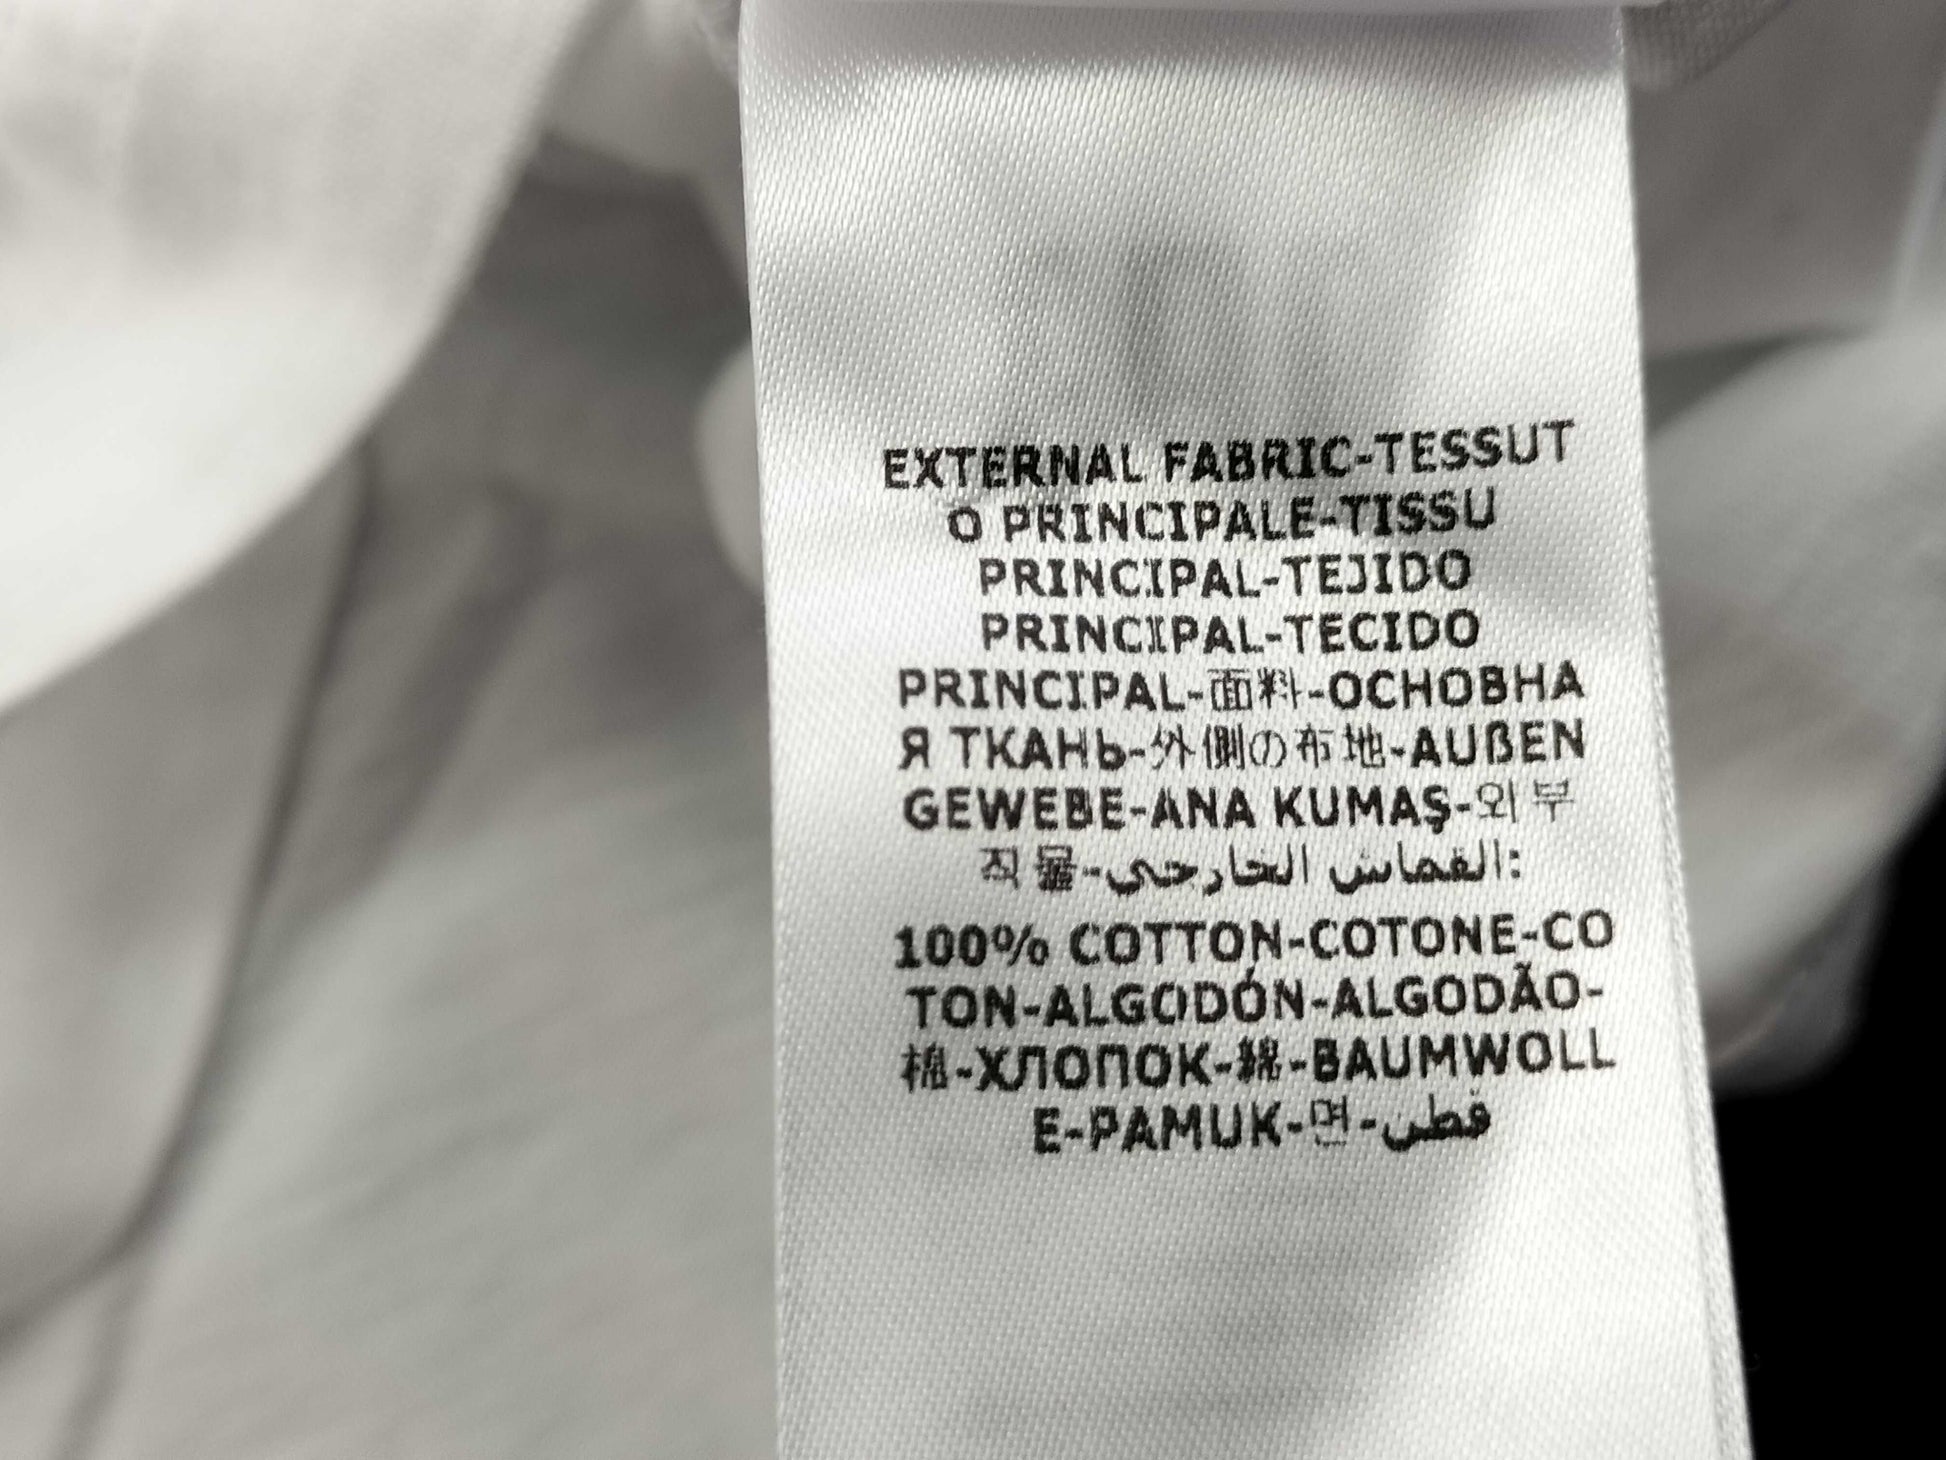 EXTERNAL FABRIC-TESSUT
O PRINCIPALE-TISSU
PRINCIPAL-TEJIDO
PRINCIPAL-TECIDO
PRINCIPAL-面料-ОСНОВНА
Я ТКАНЬ-外側の布地-AUßEN
GEWEBE-ANA KUMAŞ-외부
직물-القماش الخارجي:
100% COTTON-COTONE-CO
TON-ALGODÓN-ALGODÃO-
棉-ХЛОПОК-綿-BAUMWOLL
E-PAMUK-면-قطن